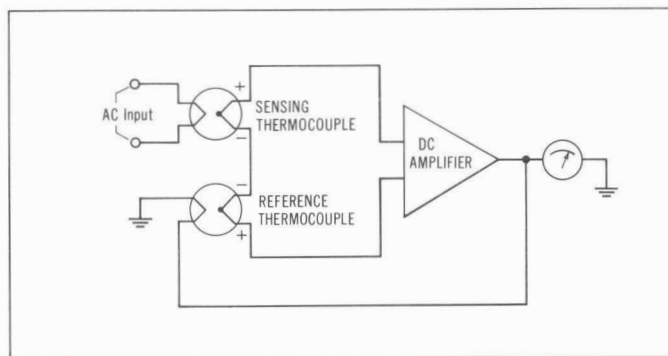 +
AC Input
SENSING
THERMOCOUPLE
−
DC
AMPLIFIER
−
REFERENCE
THERMOCOUPLE
+